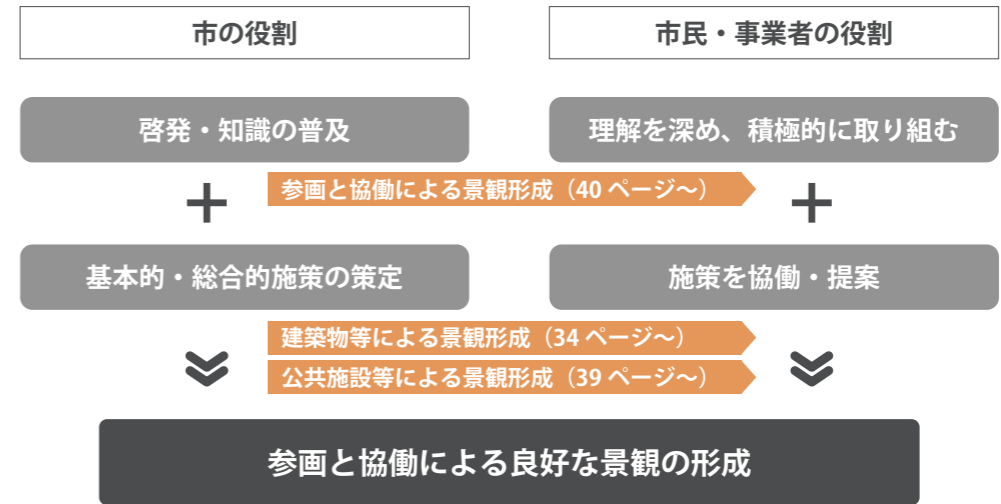 市の役割
市民・事業者の役割
啓発・知識の普及
理解を深め、積極的に取り組む
参画と協働による景観形成（40 ページ～）
基本的・総合的施策の策定
施策を協働・提案
建築物等による景観形成（34 ページ～）
公共施設等による景観形成（39 ページ～）
参画と協働による良好な景観の形成